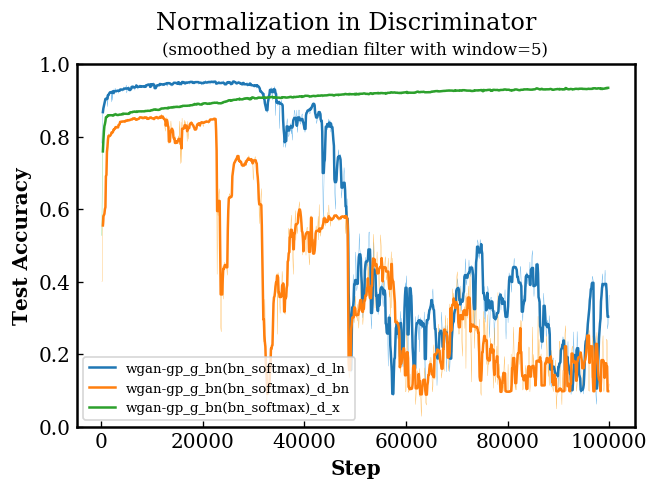 Normalization in Discriminator
(smoothed by a median filter with window=5)
1.0
0.8
0.6
0.4
0.2
0.0
Test Accuracy
wgan-gp_g_bn(bn_softmax)_d_ln
wgan-gp_g_bn(bn_softmax)_d_bn
wgan-gp_g_bn(bn_softmax)_d_x
0 20000 40000 60000 80000 100000
Step